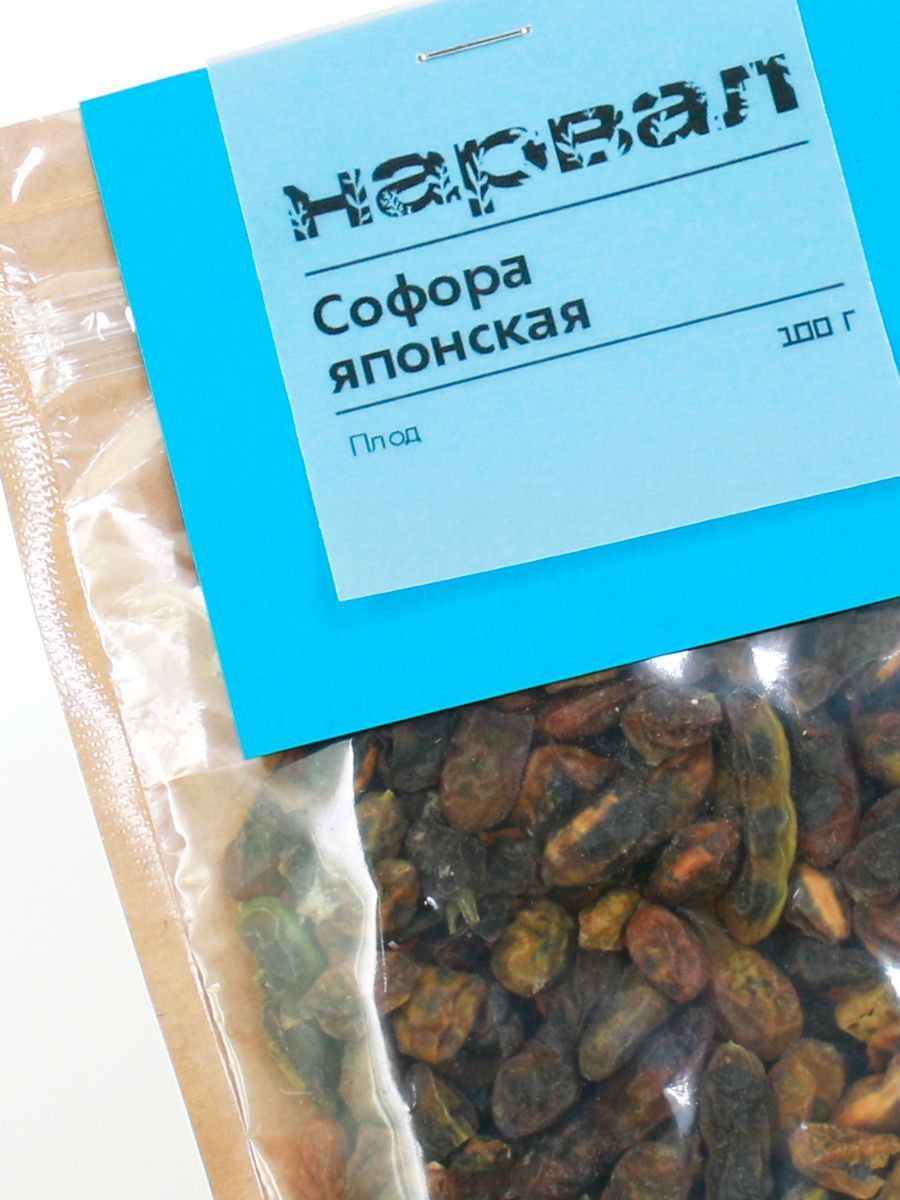 нарвал
Софора
японская
100 г
Плод